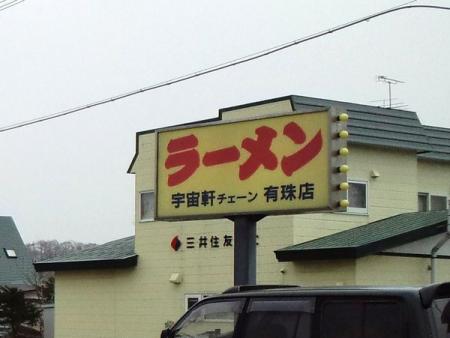 ラーメン
宇宙軒チェーン 有珠店
三井住友